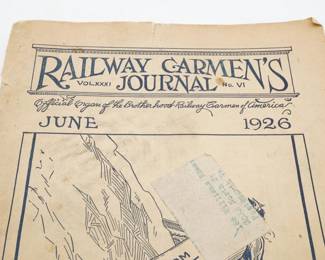 RAILWAY CARMEN'S
VOL.XXXI JOURNAL No. VI
Official Organ of the Brotherhood Railway Carmen of America
JUNE 1926